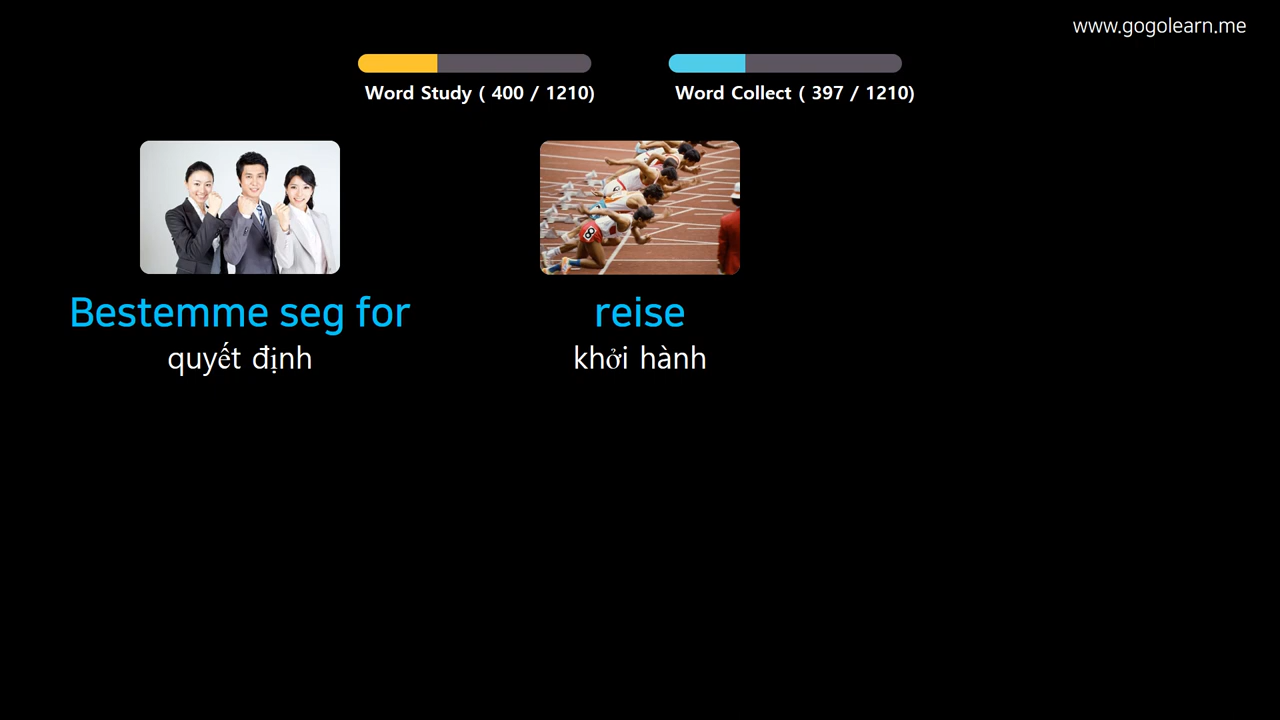 www.gogolearn.me
Word Study ( 400 / 1210)
Word Collect ( 397 / 1210)
Bestemme seg for
quyết định
reise
khởi hành